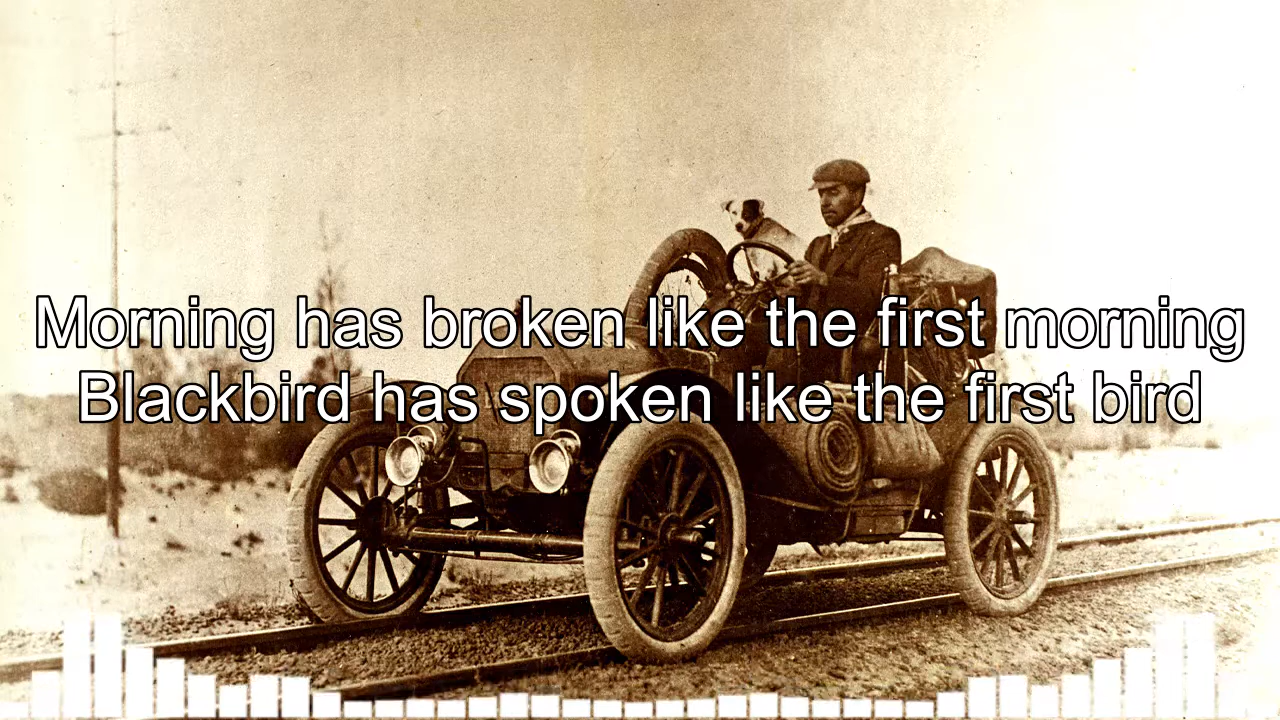 Morning has broken like the first morning
Blackbird has spoken like the first bird